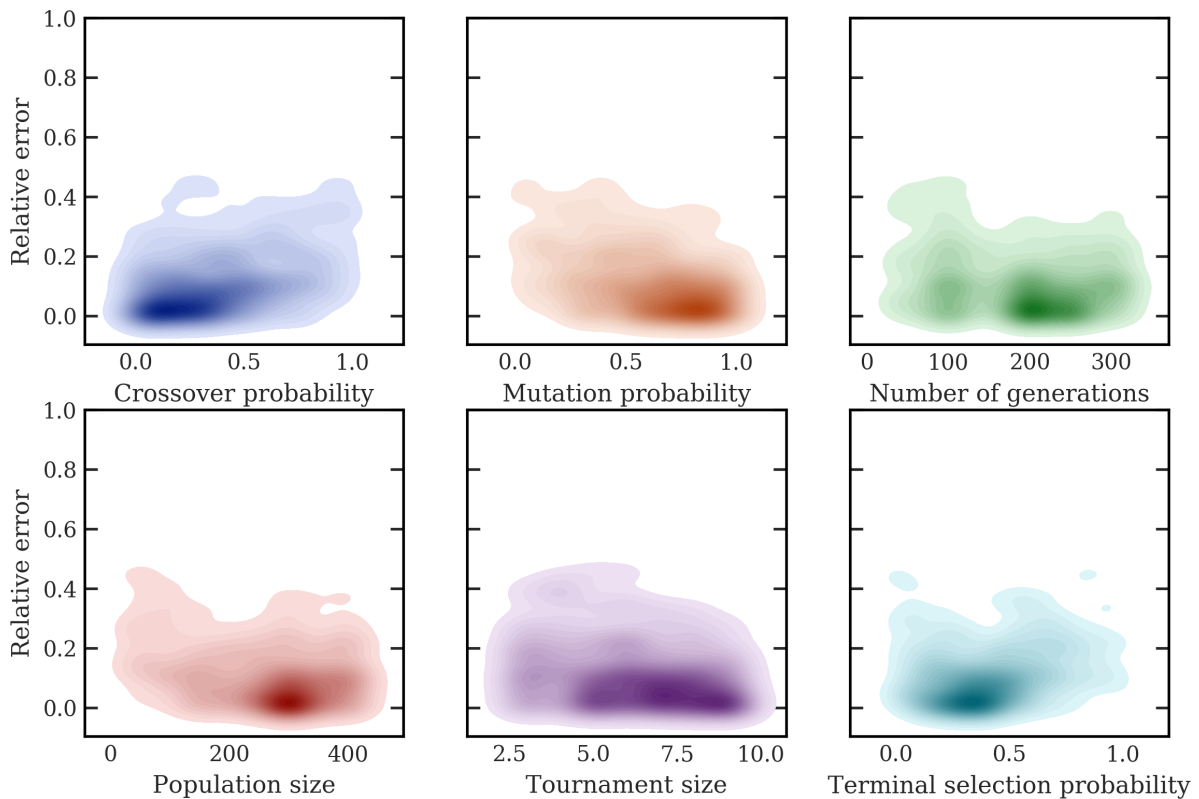 1.0
0.8
0.6
0.4
0.2
0.0
Relative error
0.0 0.5 1.0
Crossover probability
0.0 0.5 1.0
Mutation probability
0 100 200 300
Number of generations
1.0
0.8
0.6
0.4
0.2
0.0
Relative error
0 200 400
Population size
2.5 5.0 7.5 10.0
Tournament size
0.0 0.5 1.0
Terminal selection probability